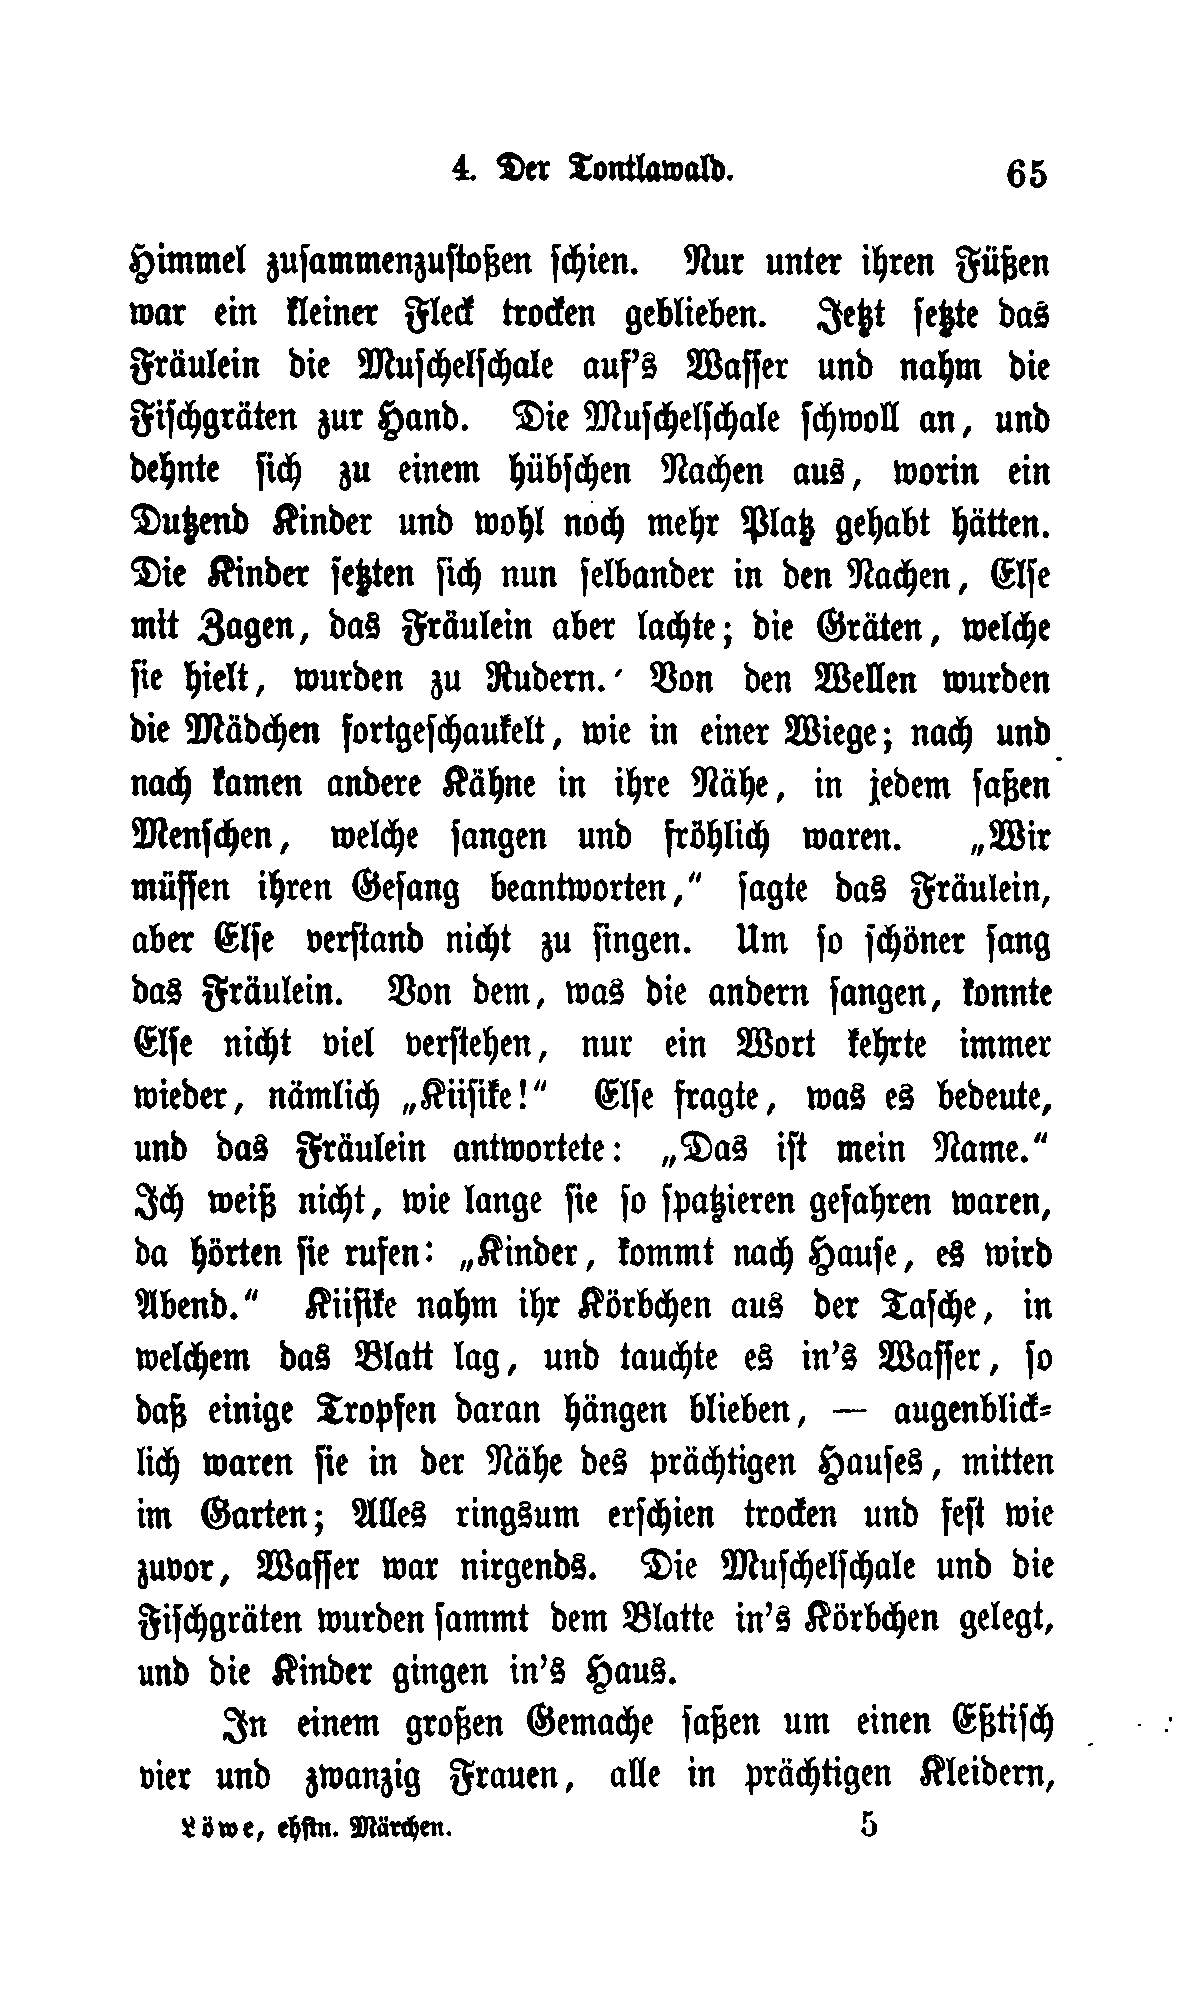 4. Der Tontlawald. 65
Himmel zusammenzustoßen schien. Nur unter ihren Füßen
war ein kleiner Fleck trocken geblieben. Jetzt setzte das
Fräulein die Muschelschale auf's Wasser und nahm die
Fischgräten zur Hand. Die Muschelschale schwoll an, und
dehnte sich zu einem hübschen Nachen aus, worin ein
Dutzend Kinder und wohl noch mehr Platz gehabt hätten.
Die Kinder setzten sich nun selbander in den Nachen, Else
mit Zagen, das Fräulein aber lachte; die Gräten, welche
sie hielt, wurden zu Rudern. Von den Wellen wurden
die Mädchen fortgeschaukelt, wie in einer Wiege; nach und
nach kamen andere Kähne in ihre Nähe, in jedem saßen
Menschen, welche sangen und fröhlich waren. „Wir
müssen ihren Gesang beantworten,“ sagte das Fräulein,
aber Else verstand nicht zu singen. Um so schöner sang
das Fräulein. Von dem, was die andern sangen, konnte
Else nicht viel verstehen, nur ein Wort kehrte immer
wieder, nämlich „Kiisike!“ Else fragte, was es bedeute,
und das Fräulein antwortete: „Das ist mein Name.“
Ich weiß nicht, wie lange sie so spatzieren gefahren waren,
da hörten sie rufen: „Kinder, kommt nach Hause, es wird
Abend.“ Kiisike nahm ihr Körbchen aus der Tasche, in
welchem das Blatt lag, und tauchte es in's Wasser, so
daß einige Tropfen daran hängen blieben, — augenblick-
lich waren sie in der Nähe des prächtigen Hauses, mitten
im Garten; Alles ringsum erschien trocken und fest wie
zuvor, Wasser war nirgends. Die Muschelschale und die
Fischgräten wurden sammt dem Blatte in's Körbchen gelegt,
und die Kinder gingen in's Haus.
In einem großen Gemache saßen um einen Eßtisch
vier und zwanzig Frauen, alle in prächtigen Kleidern,
Löwe, ehstn. Märchen. 5